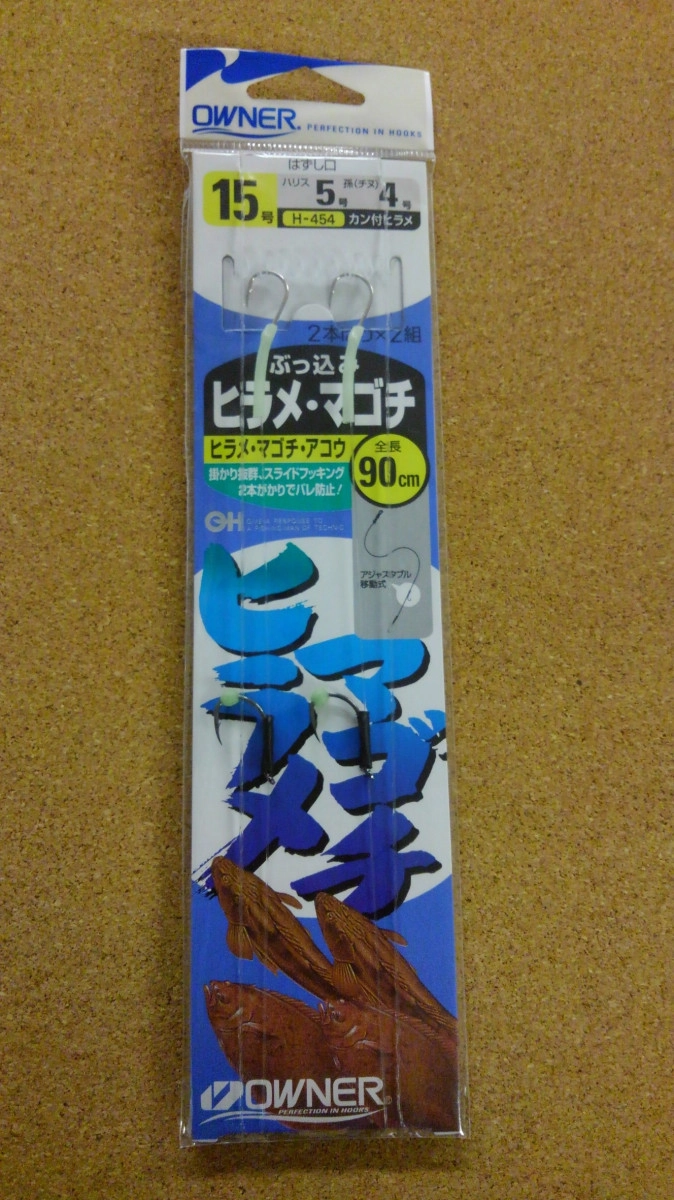 OWNER
PERFECTION IN HOOKS
はずし口
15号
ハリス 5号
孫(チヌ) 4号
H-454 カン付ヒラメ
×2組
ぶっ込み
ヒラメ・マゴチ
ヒラメ・マゴチ・アコウ
掛かり抜群、スライドフッキング
2本がかりでバレ防止!
全長
90cm
アジャスタブル
移動式
ヒラメ
マゴチ
OWNER
PERFECTION IN HOOKS